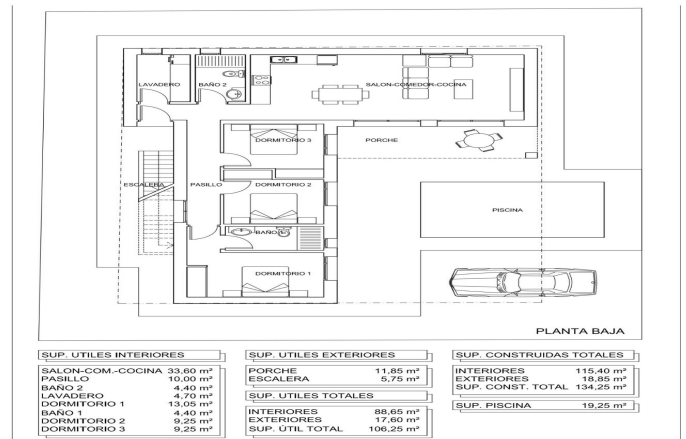 LAVADERO
BAÑO 2
SALON-COMEDOR-COCINA
DORMITORIO 3
PORCHE
ESCALERA
PASILLO
DORMITORIO 2
PISCINA
BAÑO
DORMITORIO 1
PLANTA BAJA
SUP. UTILES INTERIORES
SALON-COM.-COCINA 33,60 m²
PASILLO 10,00 m²
BAÑO 2 4,40 m²
LAVADERO 4,70 m²
DORMITORIO 1 13,05 m²
BAÑO 1 4,40 m²
DORMITORIO 2 9,25 m²
DORMITORIO 3 9,25 m²
SUP. UTILES EXTERIORES
PORCHE 11,85 m²
ESCALERA 5,75 m²
SUP. UTILES TOTALES
INTERIORES 88,65 m²
EXTERIORES 17,60 m²
SUP. ÚTIL TOTAL 106,25 m²
SUP. CONSTRUIDAS TOTALES
INTERIORES 115,40 m²
EXTERIORES 18,85 m²
SUP. CONST. TOTAL 134,25 m²
SUP. PISCINA 19,25 m²